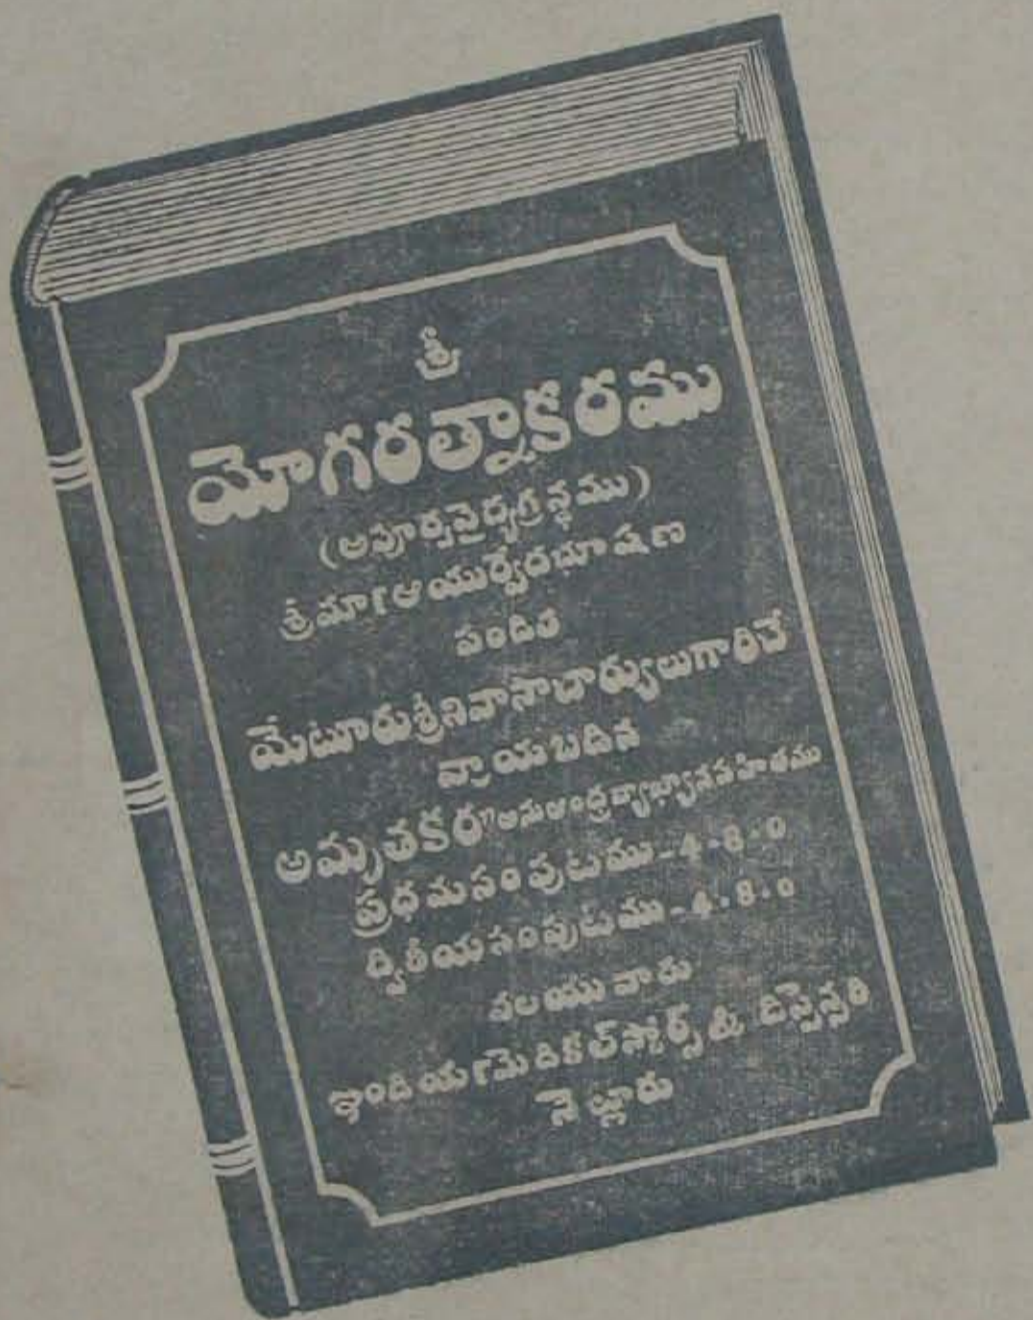 శ్రీ
యోగరత్నాకరము
(అపూర్వవైద్యగ్రన్థము)
శ్రీమాౝ ఆయుర్వేదభూషణ
పండిత
మేటూరుశ్రీనివాసాచార్యులుగారిచే
వ్రాయబడిన
అమృతకర అనుఆంధ్రవ్యాఖ్యానసహితము
ప్రథమసంపుటము-4-8-0
ద్వితీయసంపుటము-4-8-0
వలయు వారు
ఇండియౝమెడికల్‌స్టోర్స్ & డిస్పెన్సరి
నెల్లూరు